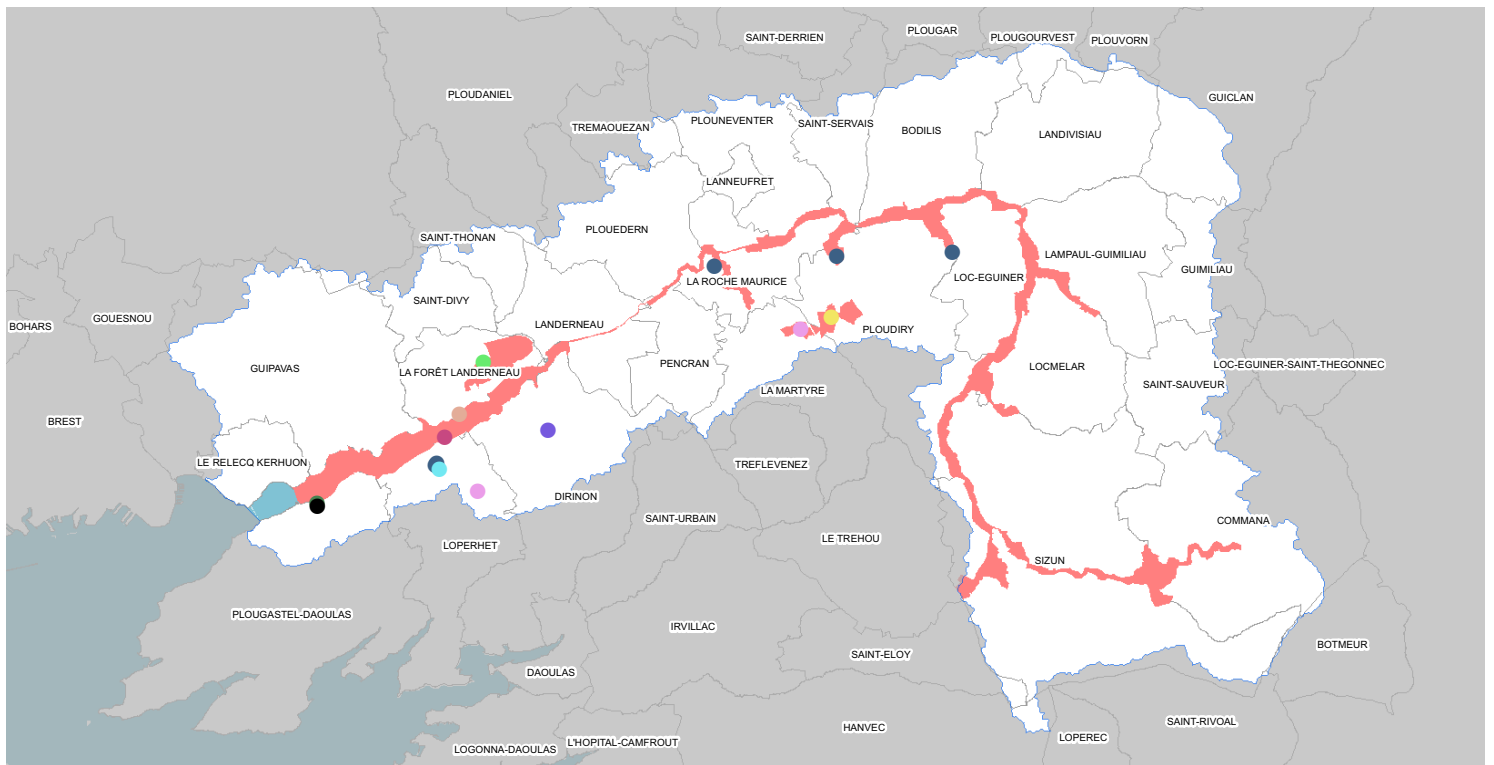 PLOUGAR
PLOUGOURVEST
PLOUVORN
SAINT-DERRIEN
PLOUDANIEL
GUICLAN
PLOUNEVENTER
SAINT-SERVAIS
TREMAOUEZAN
BODILIS
LANDIVISIAU
LANNEUFRET
PLOUEDERN
SAINT-THONAN
LAMPAUL-GUIMILIAU
GUIMILIAU
LA ROCHE MAURICE
LOC-EGUINER
SAINT-DIVY
GOUESNOU
BOHARS
LANDERNEAU
PLOUDIRY
PENCRAN
GUIPAVAS
LA FORÊT LANDERNEAU
LOCMELAR
LOC-EGUINER-SAINT-THEGONNEC
SAINT-SAUVEUR
LA MARTYRE
BREST
LE RELECQ KERHUON
TREFLEVENEZ
DIRINON
SAINT-URBAIN
COMMANA
LE TREHOU
LOPERHET
SIZUN
PLOUGASTEL-DAOULAS
IRVILLAC
BOTMEUR
SAINT-ELOY
DAOULAS
SAINT-RIVOAL
HANVEC
LOPEREC
L'HOPITAL-CAMFROUT
LOGONNA-DAOULAS